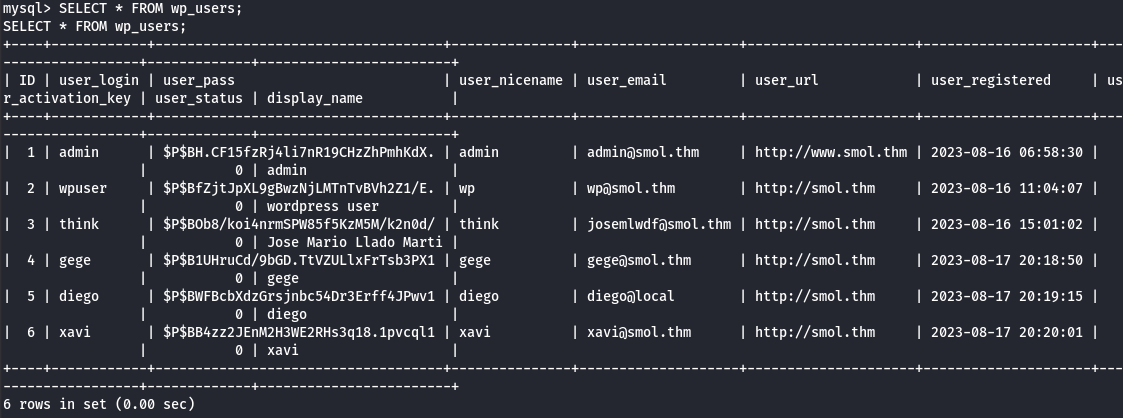 mysql> SELECT * FROM wp_users;
SELECT * FROM wp_users;
+----+------------+------------------------------------+---------------+--------------------+---------------------+---------------------+---
------------------+-------------+------------------------+
| ID | user_login | user_pass                          | user_nicename | user_email         | user_url            | user_registered     | us
r_activation_key | user_status | display_name           |
+----+------------+------------------------------------+---------------+--------------------+---------------------+---------------------+---
------------------+-------------+------------------------+
|  1 | admin      | $P$BH.CF15fzRj4li7nR19CHzZhPmhKdX. | admin         | admin@smol.thm     | http://www.smol.thm | 2023-08-16 06:58:30 |
                 |           0 | admin                  |
|  2 | wpuser     | $P$BfZjtJpXL9gBwzNjLMTnTvBVh2Z1/E. | wp            | wp@smol.thm        | http://smol.thm     | 2023-08-16 11:04:07 |
                 |           0 | wordpress user         |
|  3 | think      | $P$BOb8/koi4nrmSPW85f5KzM5M/k2n0d/ | think         | josemlwdf@smol.thm | http://smol.thm     | 2023-08-16 15:01:02 |
                 |           0 | Jose Mario Llado Marti |
|  4 | gege       | $P$B1UHruCd/9bGD.TtVZULlxFrTsb3PX1 | gege          | gege@smol.thm      | http://smol.thm     | 2023-08-17 20:18:50 |
                 |           0 | gege                   |
|  5 | diego      | $P$BWFBcbXdzGrsjnbc54Dr3Erff4JPwv1 | diego         | diego@local        | http://smol.thm     | 2023-08-17 20:19:15 |
                 |           0 | diego                  |
|  6 | xavi       | $P$BB4zz2JEnM2H3WE2RHs3q18.1pvcql1 | xavi          | xavi@smol.thm      | http://smol.thm     | 2023-08-17 20:20:01 |
                 |           0 | xavi                   |
+----+------------+------------------------------------+---------------+--------------------+---------------------+---------------------+---
------------------+-------------+------------------------+
6 rows in set (0.00 sec)